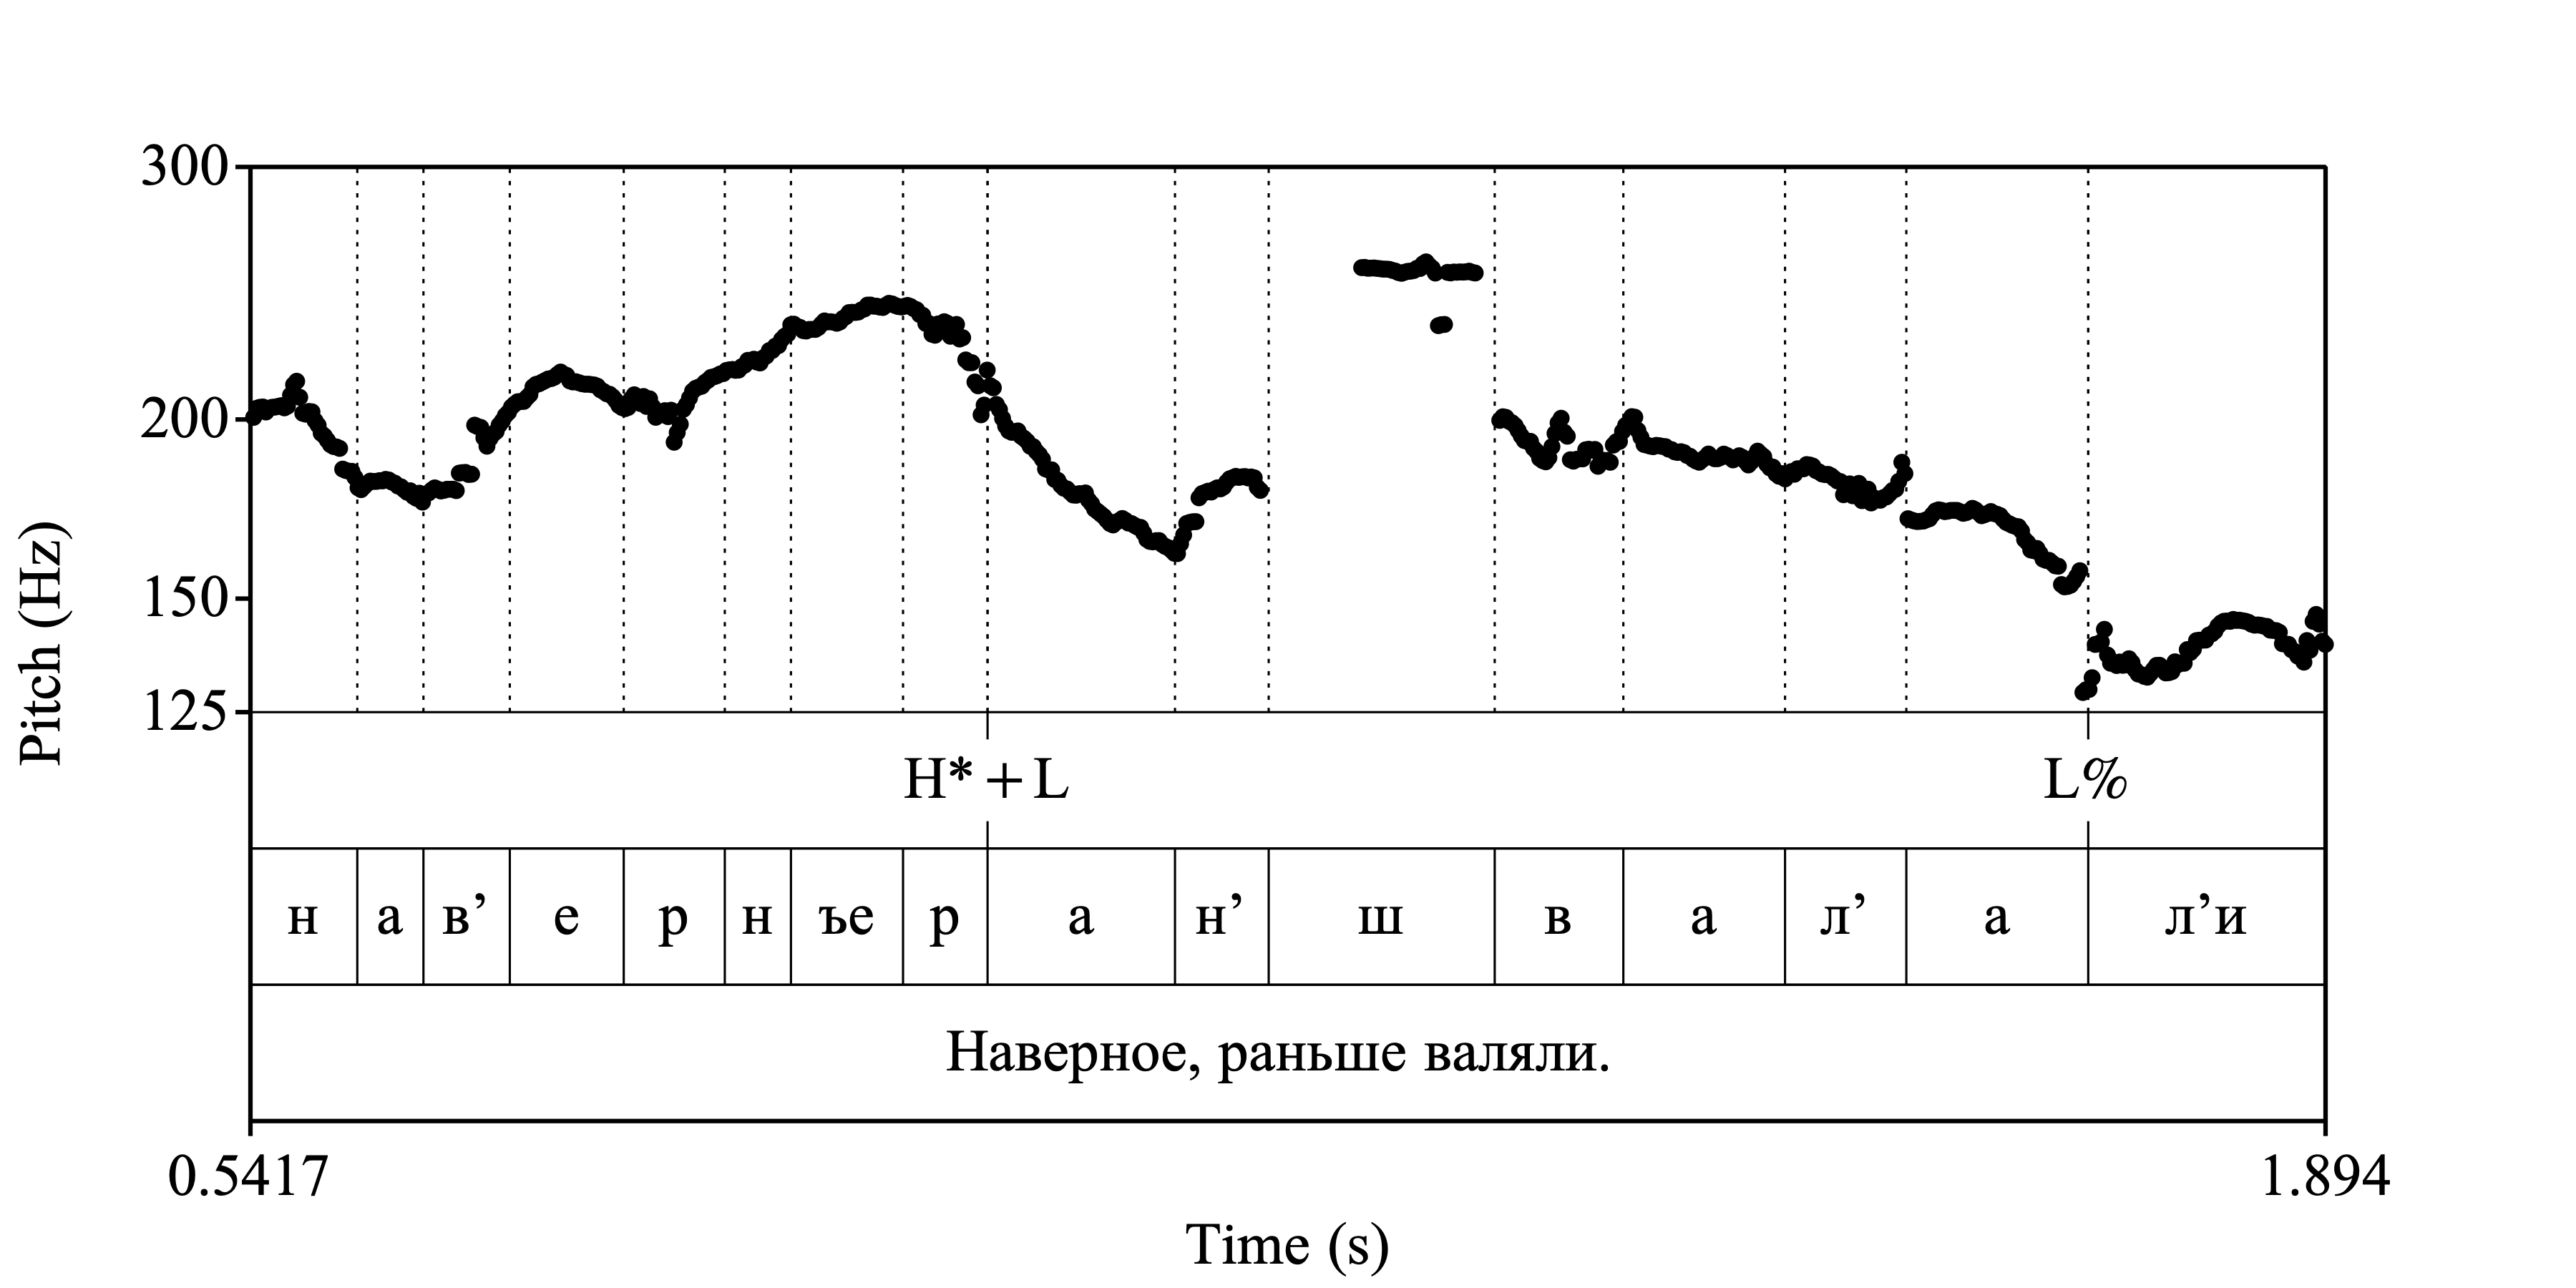 300
200
150
125
Pitch (Hz)
H* + L L%
н а в’ е р н ъе р а н’ ш в а л’ а л’и
Наверное, раньше валяли.
0.5417 1.894
Time (s)